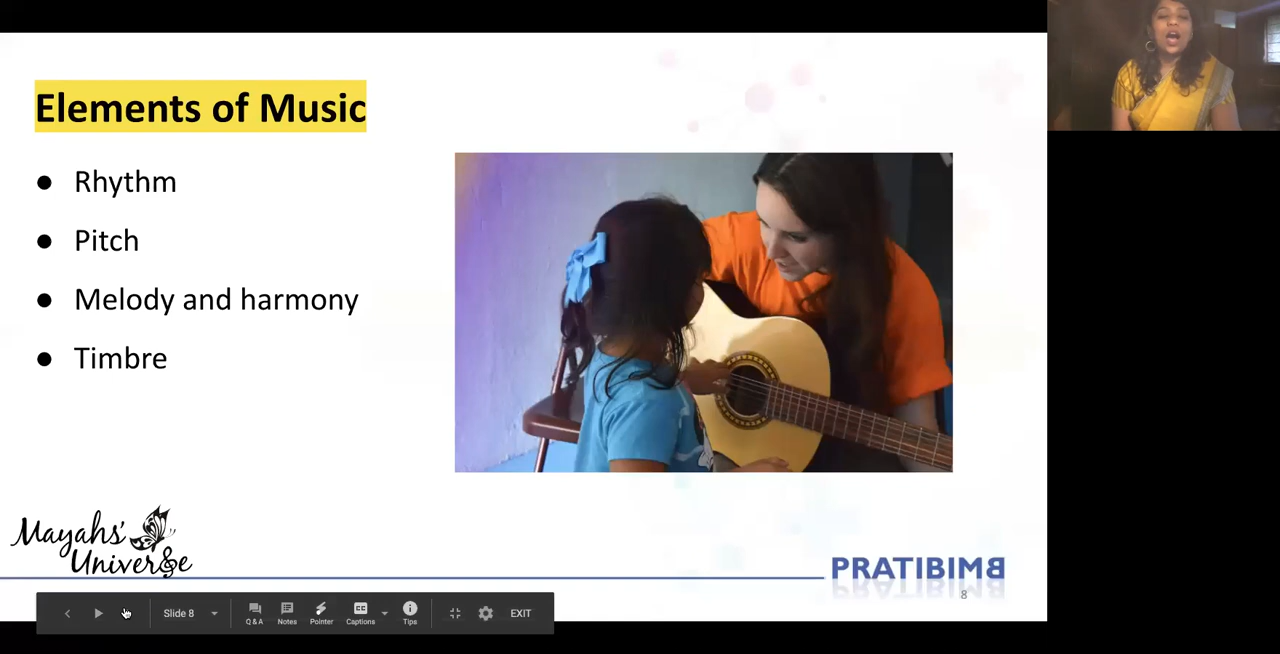 Elements of Music
● Rhythm
● Pitch
● Melody and harmony
● Timbre
Mayahs'
Universe
PRATIBIMB
8
Slide 8
Q & A
Notes
Pointer
Captions
Tips
EXIT